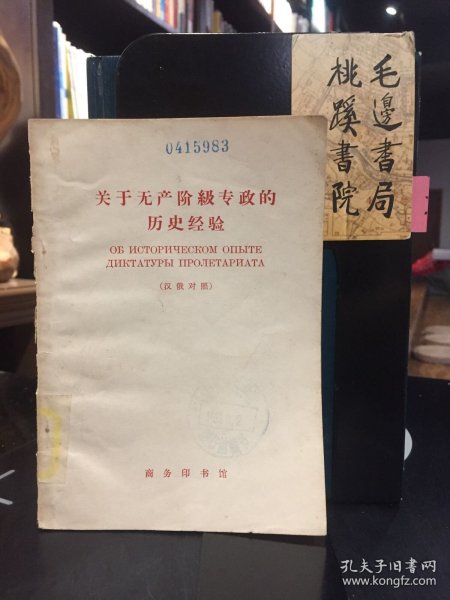 0415983
关于无产阶級专政的
历史经验
ОБ ИСТОРИЧЕСКОМ ОПЫТЕ
ДИКТАТУРЫ ПРОЛЕТАРИАТА
（汉俄对照）
商务印书馆
毛邊書局
桃蹊書院
孔夫子旧书网
www.kongfz.com